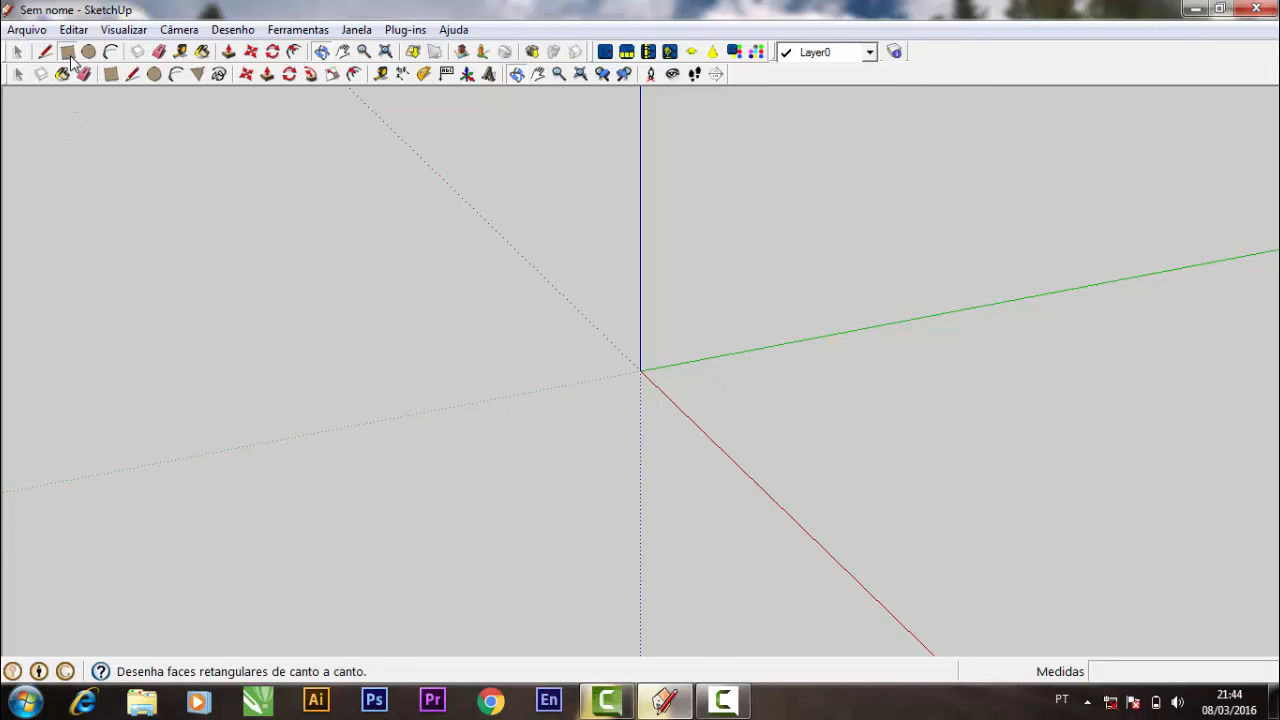 Sem nome - SketchUp
Arquivo Editar Visualizar Câmera Desenho Ferramentas Janela Plug-ins Ajuda
Layer0
Desenha faces retangulares de canto a canto.
Medidas
Ai Ps Pr En
PT
21:44
08/03/2016